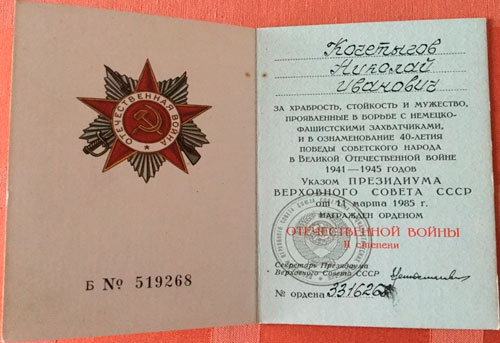 ОТЕЧЕСТВЕННАЯ ВОЙНА
Б № 519268
Кочетыгов
Николай
Иванович
ЗА ХРАБРОСТЬ, СТОЙКОСТЬ И МУЖЕСТВО,
ПРОЯВЛЕННЫЕ В БОРЬБЕ С НЕМЕЦКО-
ФАШИСТСКИМИ ЗАХВАТЧИКАМИ,
И В ОЗНАМЕНОВАНИЕ 40-ЛЕТИЯ
ПОБЕДЫ СОВЕТСКОГО НАРОДА
В ВЕЛИКОЙ ОТЕЧЕСТВЕННОЙ ВОЙНЕ
1941—1945 ГОДОВ
УКАЗОМ ПРЕЗИДИУМА
ВЕРХОВНОГО СОВЕТА СССР
от 11 марта 1985 г.
НАГРАЖДЕН ОРДЕНОМ
ОТЕЧЕСТВЕННОЙ ВОЙНЫ
II степени
Секретарь Президиума
Верховного Совета СССР
№ ордена